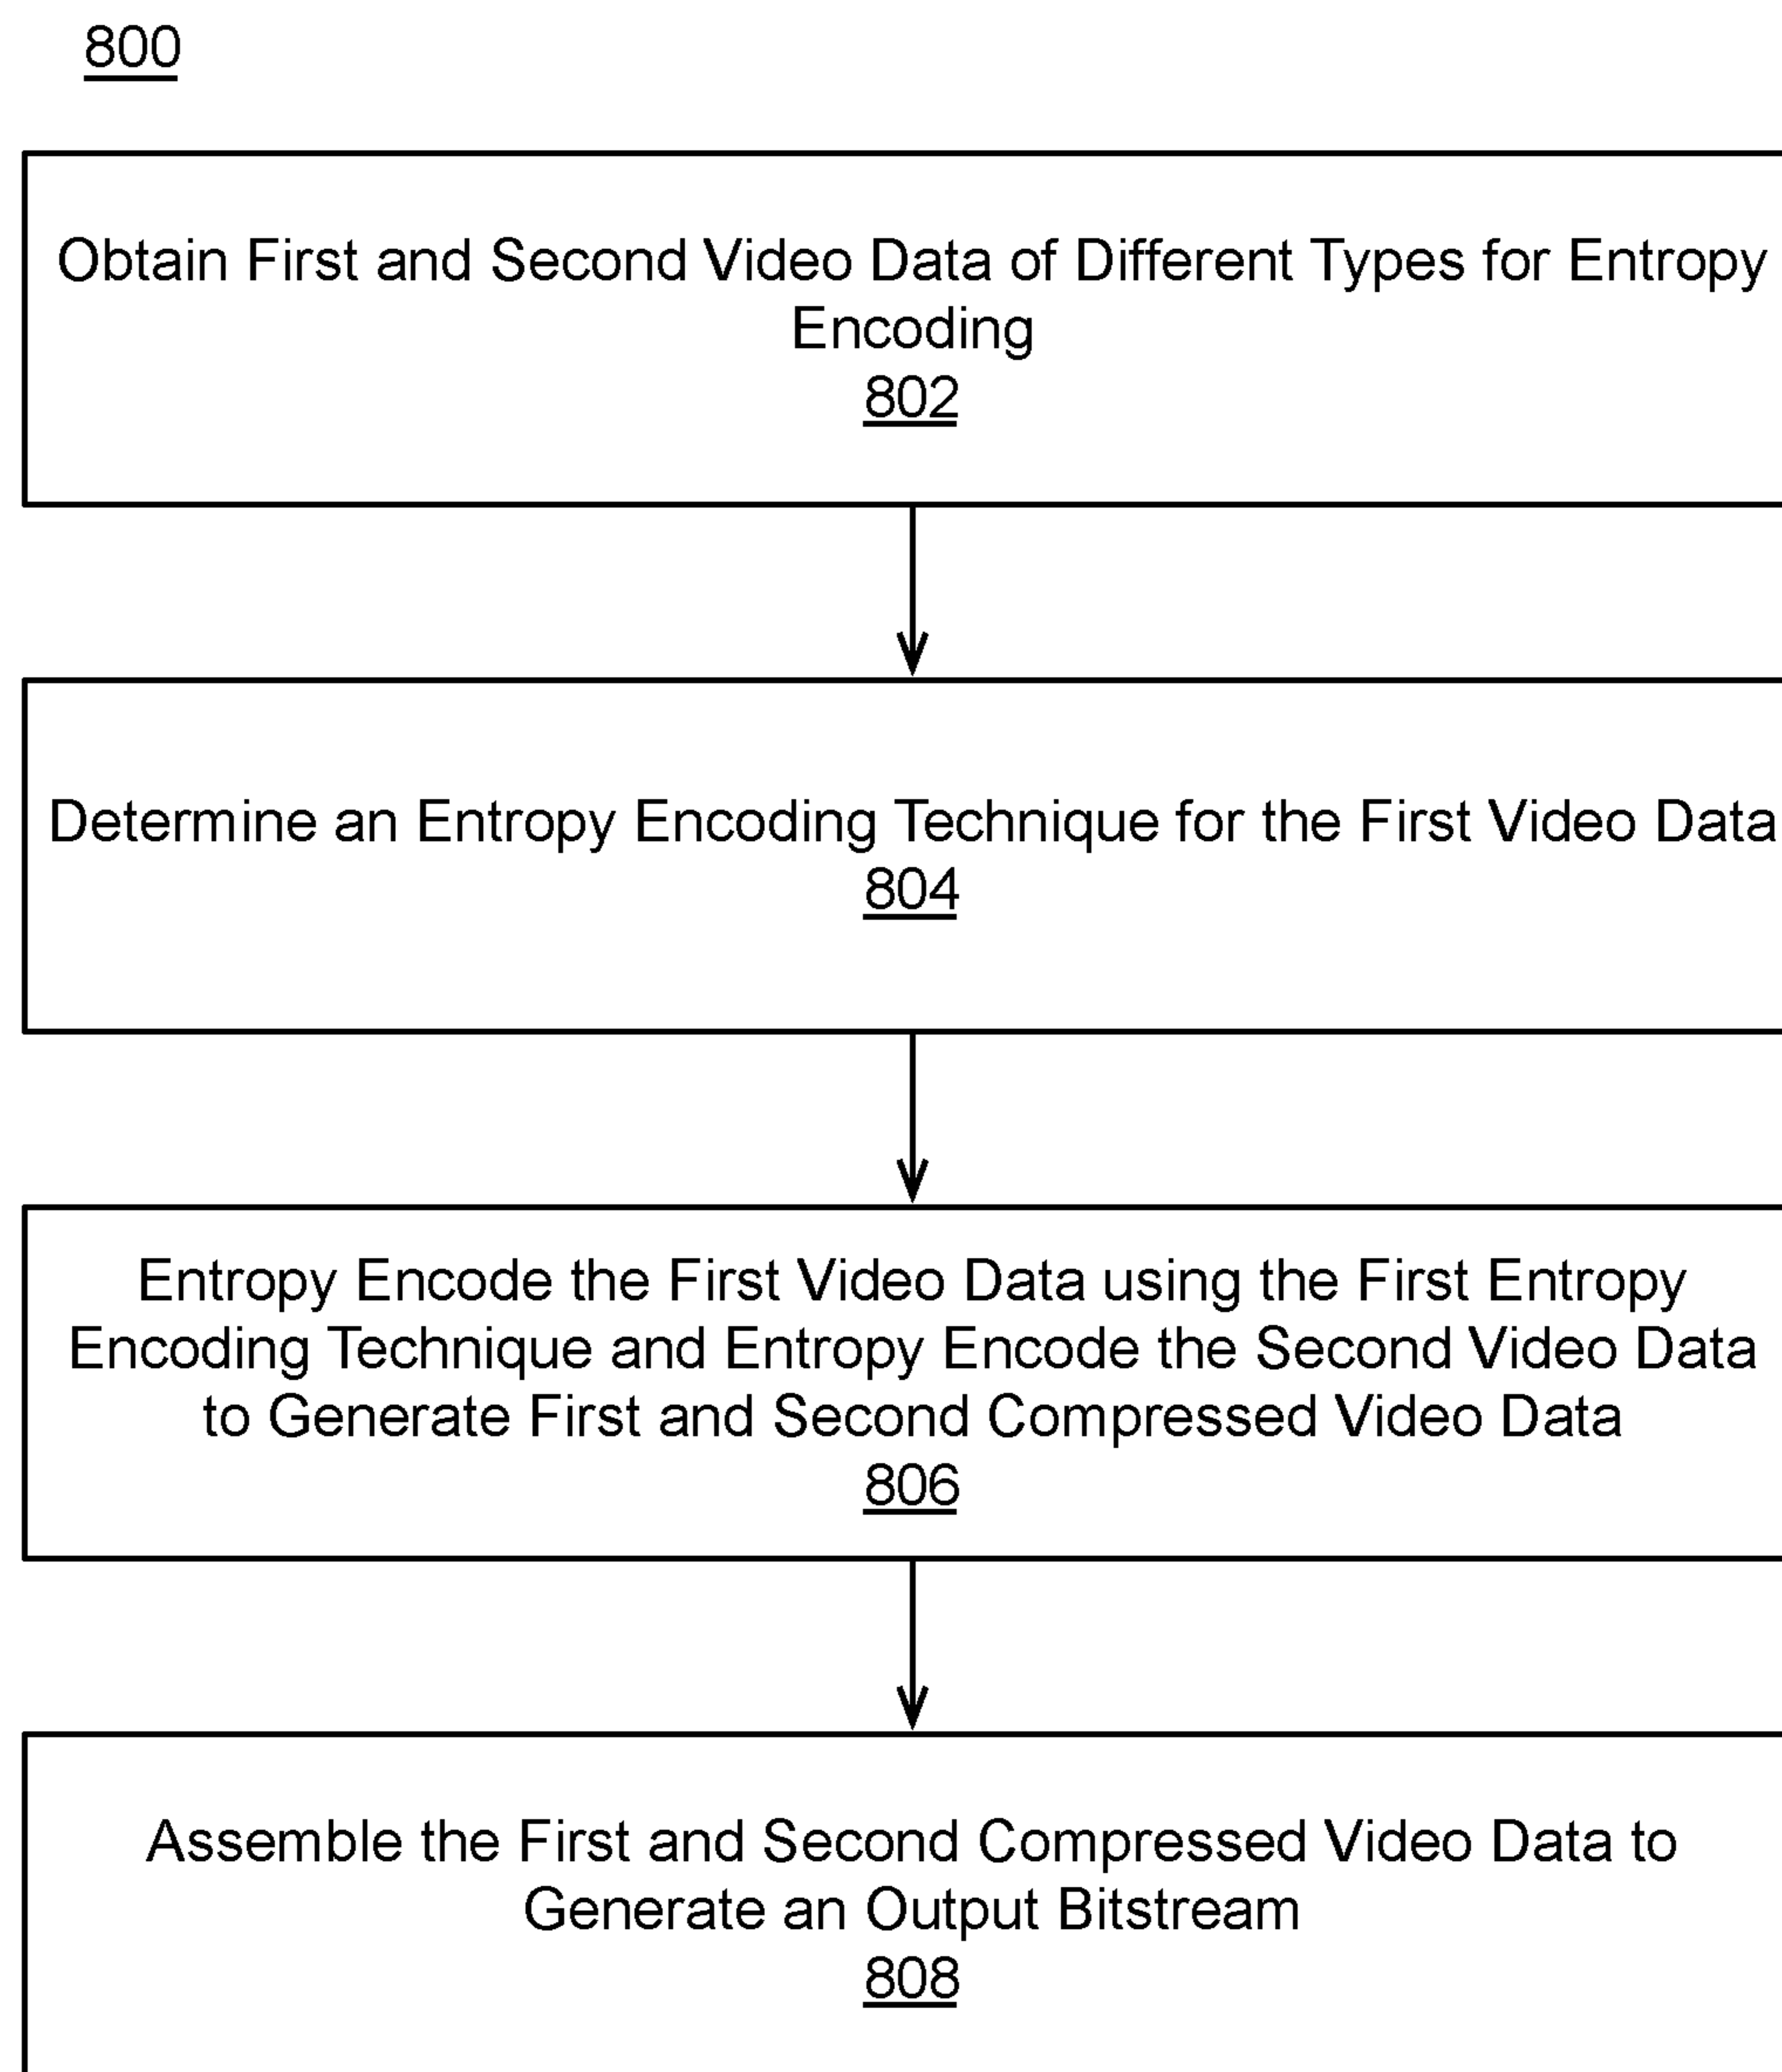 800
Obtain First and Second Video Data of Different Types for Entropy
Encoding
802
Determine an Entropy Encoding Technique for the First Video Data
804
Entropy Encode the First Video Data using the First Entropy
Encoding Technique and Entropy Encode the Second Video Data
to Generate First and Second Compressed Video Data
806
Assemble the First and Second Compressed Video Data to
Generate an Output Bitstream
808